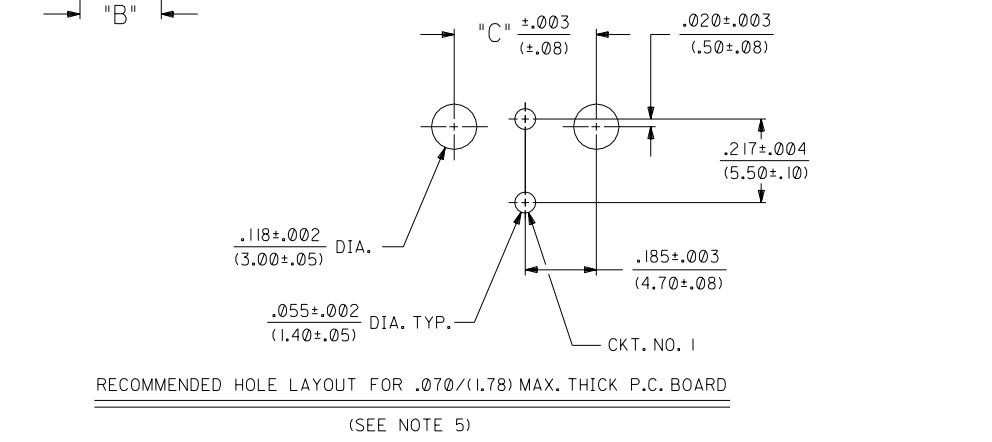 "B"
"C" ±.003
(±.08)
.020±.003
(.50±.08)
.217±.004
(5.50±.10)
.118±.002 DIA.
(3.00±.05)
.185±.003
(4.70±.08)
.055±.002 DIA. TYP.
(1.40±.05)
CKT. NO. 1
RECOMMENDED HOLE LAYOUT FOR .070/(1.78) MAX. THICK P.C. BOARD
(SEE NOTE 5)